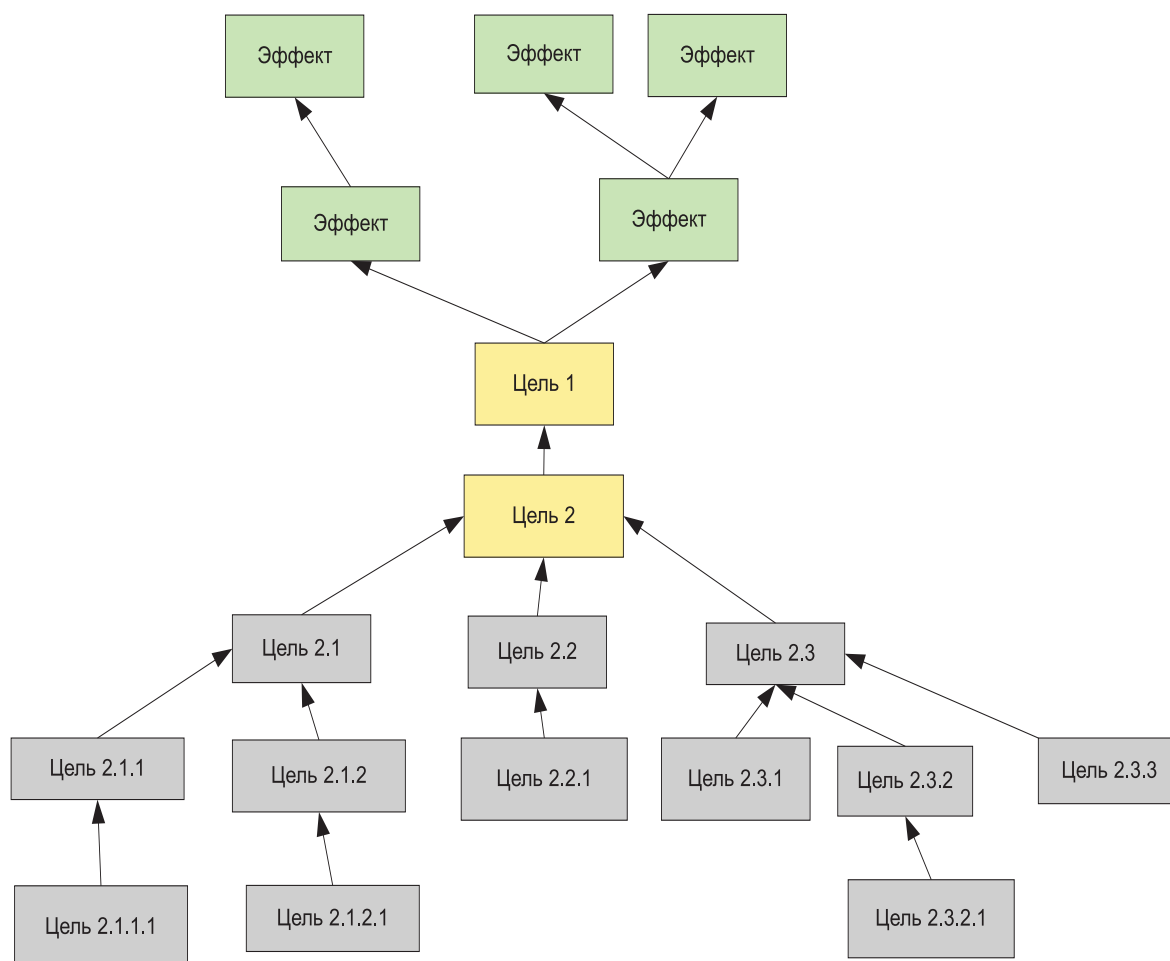 Эффект
Эффект
Эффект
Эффект
Эффект
Цель 1
Цель 2
Цель 2.1
Цель 2.2
Цель 2.3
Цель 2.1.1
Цель 2.1.2
Цель 2.2.1
Цель 2.3.1
Цель 2.3.2
Цель 2.3.3
Цель 2.1.1.1
Цель 2.1.2.1
Цель 2.3.2.1